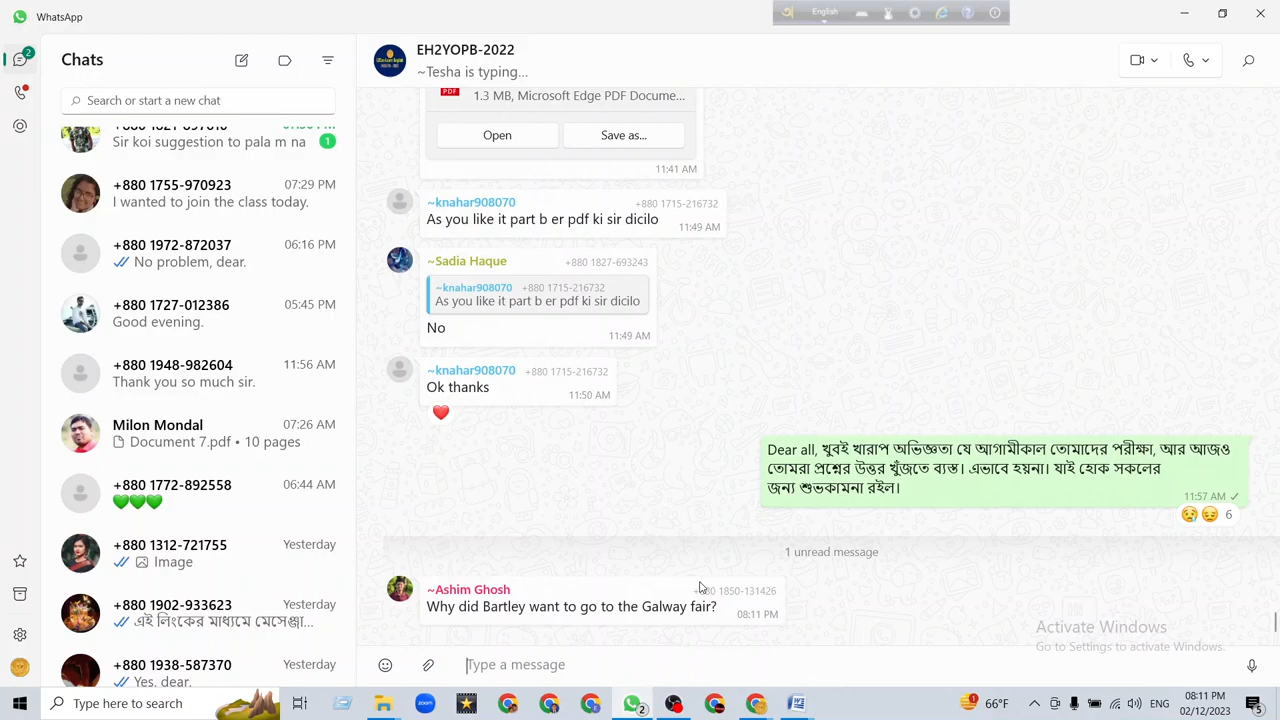 WhatsApp
English
2
Chats
Search or start a new chat
Sir koi suggestion to pala m na
1
+880 1755-970923
07:29 PM
I wanted to join the class today.
+880 1972-872037
06:16 PM
No problem, dear.
+880 1727-012386
05:45 PM
Good evening.
+880 1948-982604
11:56 AM
Thank you so much sir.
Milon Mondal
07:26 AM
Document 7.pdf • 10 pages
+880 1772-892558
06:44 AM
+880 1312-721755
Yesterday
Image
+880 1902-933623
Yesterday
এই লিংকের মাধ্যমে মেসেঞ্জা...
+880 1938-587370
Yesterday
Yes, dear.
EH2YOPB-2022
~Tesha is typing...
PDF
1.3 MB, Microsoft Edge PDF Docume...
Open
Save as...
11:41 AM
~knahar908070
+880 1715-216732
As you like it part b er pdf ki sir dicilo
11:49 AM
~Sadia Haque
+880 1827-693243
~knahar908070
+880 1715-216732
As you like it part b er pdf ki sir dicilo
No
11:49 AM
~knahar908070
+880 1715-216732
Ok thanks
11:50 AM
Dear all, খুবই খারাপ অভিজ্ঞতা যে আগামীকাল তোমাদের পরীক্ষা, আর আজও
তোমরা প্রশ্নের উত্তর খুঁজতে ব্যস্ত। এভাবে হয়না। যাই হোক সকলের
জন্য শুভকামনা রইল।
11:57 AM
6
1 unread message
~Ashim Ghosh
1850-131426
Why did Bartley want to go to the Galway fair?
08:11 PM
Activate Windows
Go to Settings to activate Windows.
Type a message
Type here to search
zoom
2
1
66°F
ENG
08:11 PM
02/12/2023
5